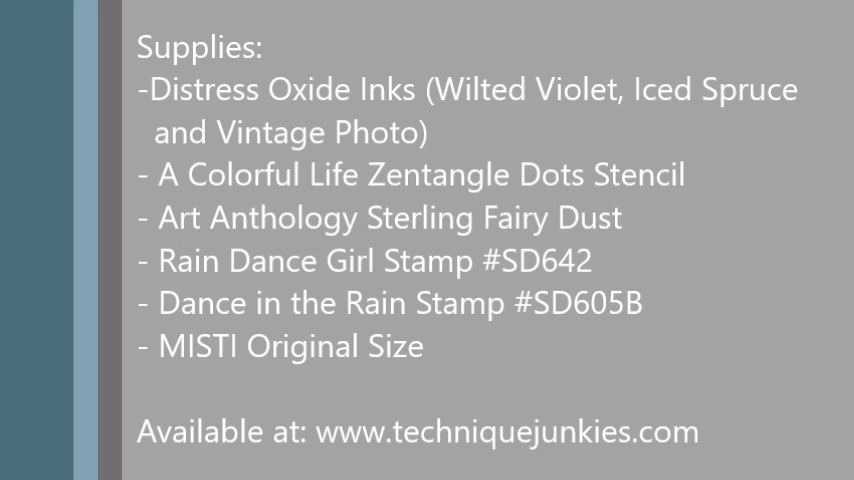 Supplies:
-Distress Oxide Inks (Wilted Violet, Iced Spruce
and Vintage Photo)
- A Colorful Life Zentangle Dots Stencil
- Art Anthology Sterling Fairy Dust
- Rain Dance Girl Stamp #SD642
- Dance in the Rain Stamp #SD605B
- MISTI Original Size
Available at: www.techniquejunkies.com